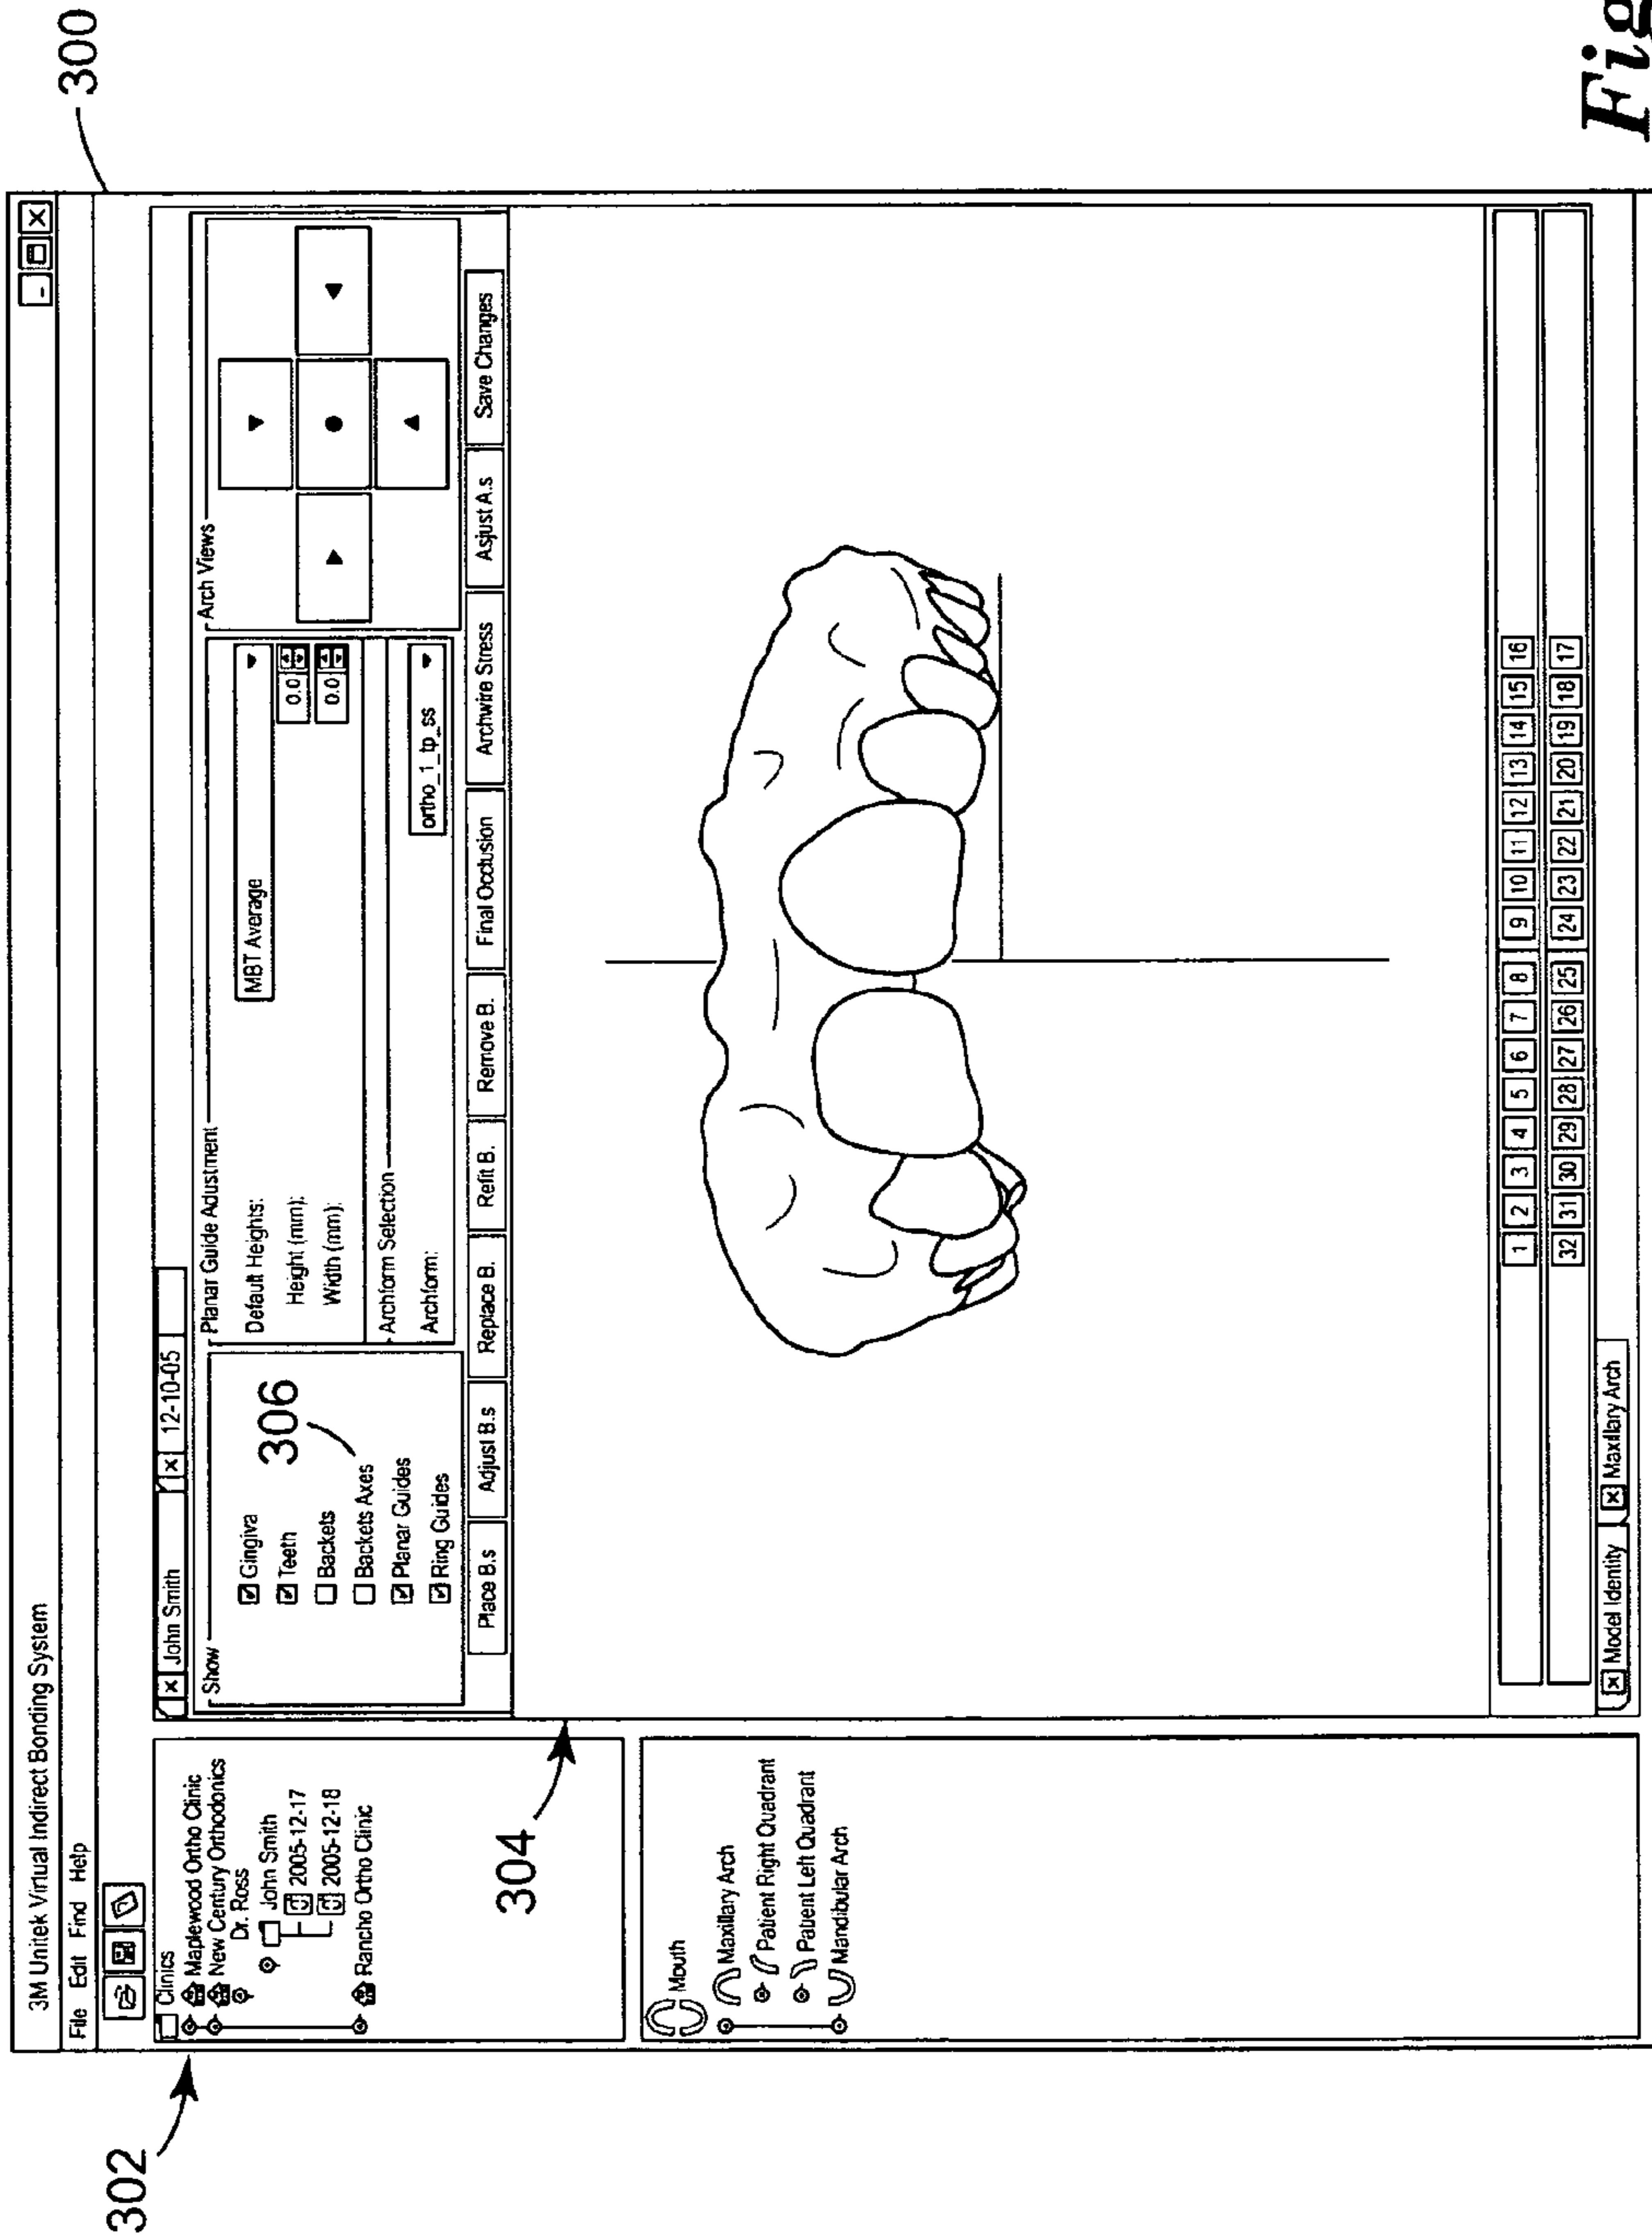 300
3M Unitek Virtual Indirect Bonding System
File Edit Find Help
302
Clinics
Maplewood Ortho Clinic
New Century Orthodonics
Dr. Ross
John Smith
2005-12-17
2005-12-18
Rancho Ortho Clinic
304
Mouth
Maxillary Arch
Patient Right Quadrant
Patient Left Quadrant
Mandibular Arch
John Smith 12-10-05
Show
Gingiva
Teeth
Backets
Backets Axes
Planar Guides
Ring Guides
306
Planar Guide Adustment
Default Heights: MBT Average
Height (mm): 0.0
Width (mm): 0.0
Archform Selection
Archform: ortho_1_tp_ss
Arch Views
Place B.s Adjust B.s Replace B. Refit B. Remove B. Final Occlusion Archwire Stress Asjust A.s Save Changes
1 2 3 4 5 6 7 8 9 10 11 12 13 14 15 16
32 31 30 29 28 27 26 25 24 23 22 21 20 19 18 17
Model Identity Maxillary Arch
Fig